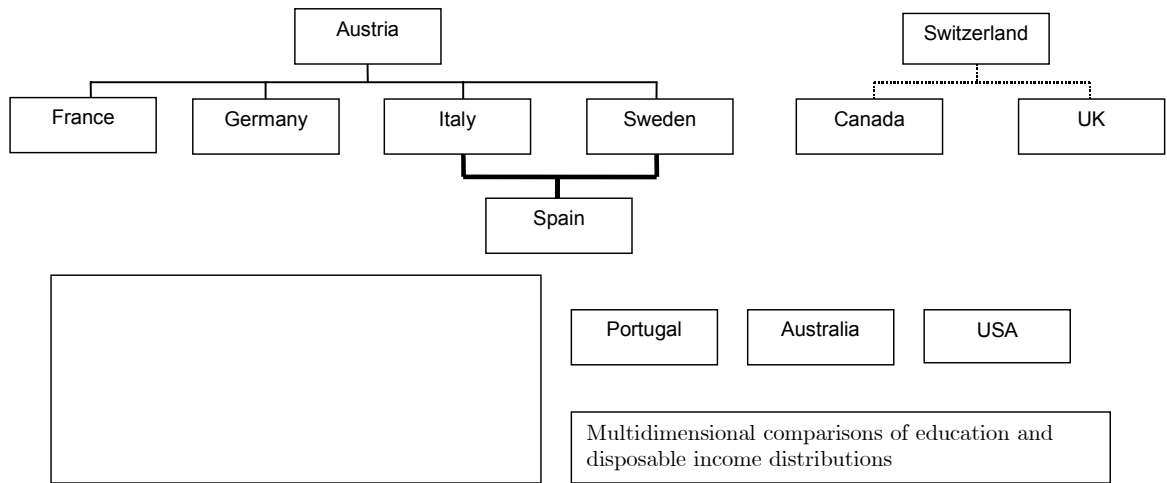 Austria
Switzerland
France
Germany
Italy
Sweden
Canada
UK
Spain
Portugal
Australia
USA
Multidimensional comparisons of education and
disposable income distributions